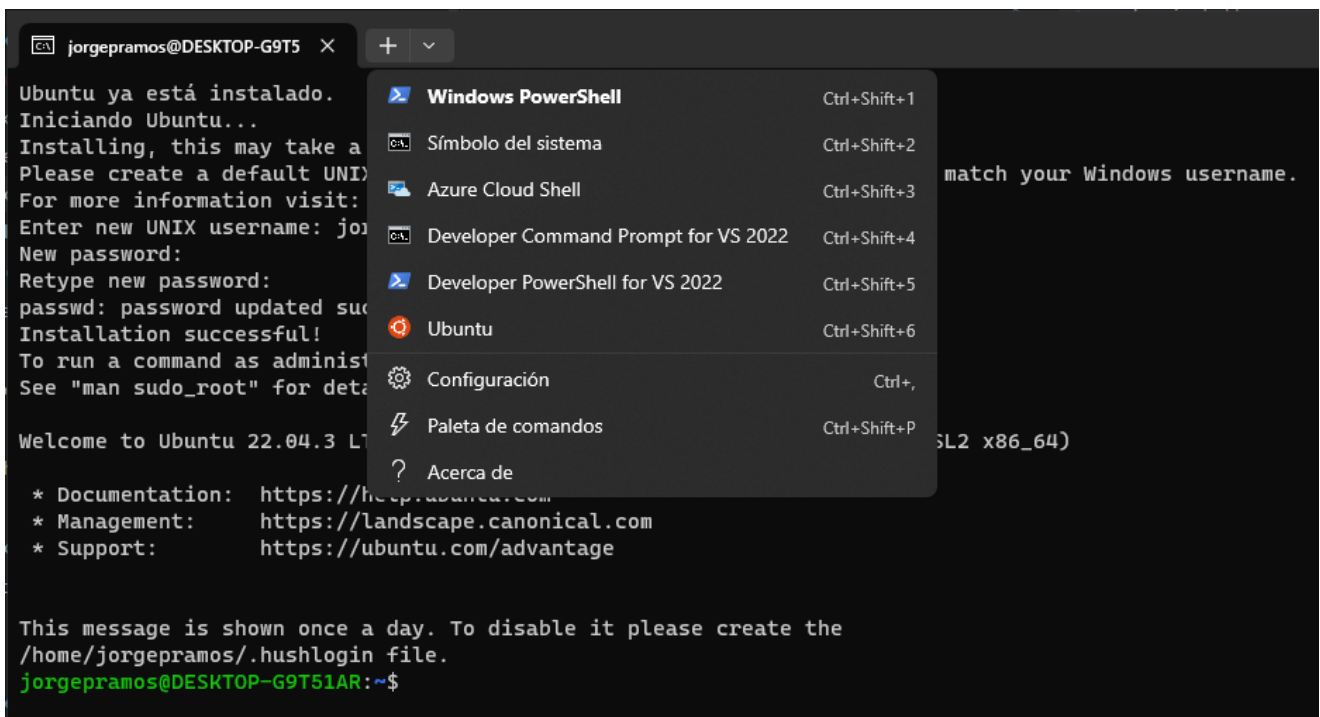 jorgepramos@DESKTOP-G9T5
Ubuntu ya está instalado.
Iniciando Ubuntu...
Installing, this may take a
Please create a default UNIX match your Windows username.
For more information visit:
Enter new UNIX username: jor
New password:
Retype new password:
passwd: password updated suc
Installation successful!
To run a command as administ
See "man sudo_root" for deta
Welcome to Ubuntu 22.04.3 LT SL2 x86_64)
* Documentation: https://help.ubuntu.com
* Management: https://landscape.canonical.com
* Support: https://ubuntu.com/advantage
This message is shown once a day. To disable it please create the
/home/jorgepramos/.hushlogin file.
jorgepramos@DESKTOP-G9T51AR:~$
Windows PowerShell Ctrl+Shift+1
Símbolo del sistema Ctrl+Shift+2
Azure Cloud Shell Ctrl+Shift+3
Developer Command Prompt for VS 2022 Ctrl+Shift+4
Developer PowerShell for VS 2022 Ctrl+Shift+5
Ubuntu Ctrl+Shift+6
Configuración Ctrl+,
Paleta de comandos Ctrl+Shift+P
Acerca de